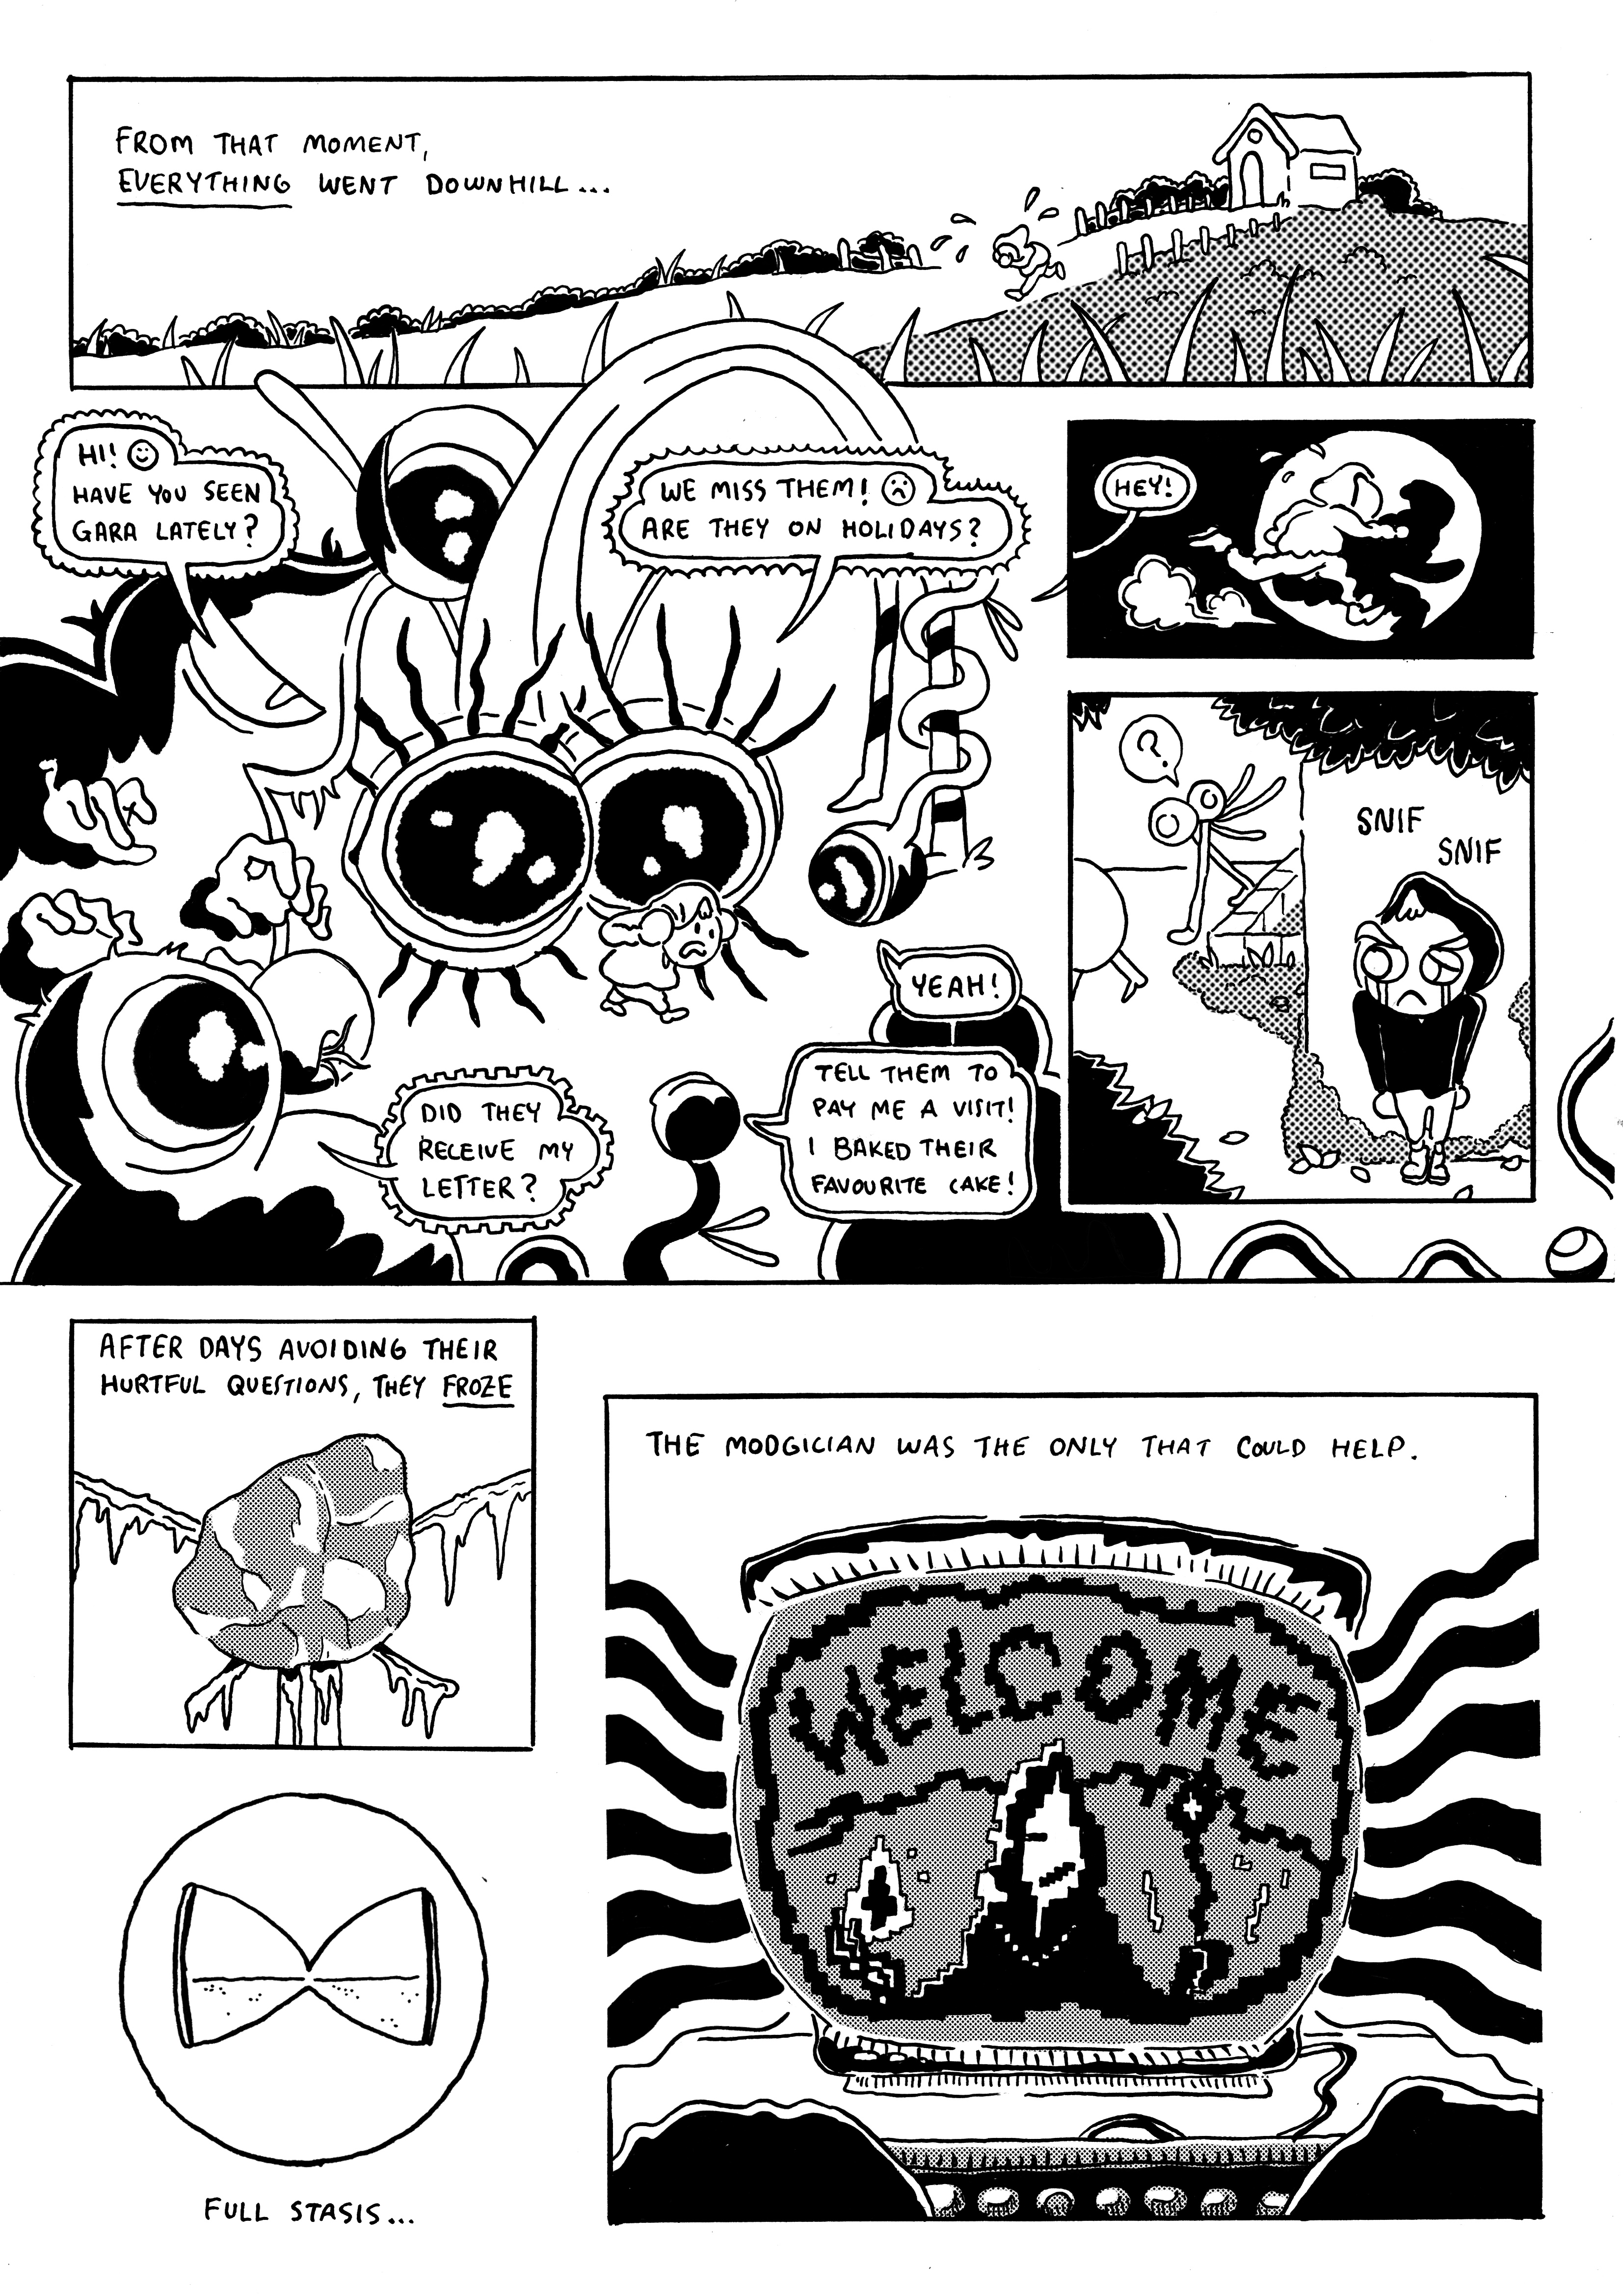 FROM THAT MOMENT,
EVERYTHING WENT DOWNHILL...
HI! ☺
HAVE YOU SEEN
GARA LATELY?
WE MISS THEM! ☹
ARE THEY ON HOLIDAYS?
HEY!
?
SNIF
SNIF
YEAH!
TELL THEM TO
PAY ME A VISIT!
I BAKED THEIR
FAVOURITE CAKE!
DID THEY
RECEIVE MY
LETTER?
AFTER DAYS AVOIDING THEIR
HURTFUL QUESTIONS, THEY FROZE
THE MODGICIAN WAS THE ONLY THAT COULD HELP.
WELCOME
FULL STASIS...